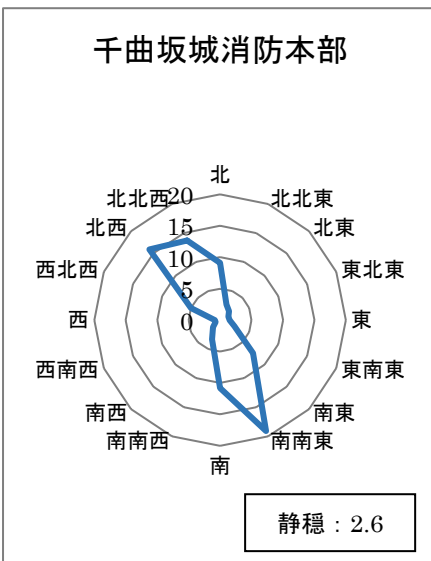 千曲坂城消防本部
北
北北西
20
北北東
北西
15
北東
西北西
10
東北東
5
西
0
東
西南西
東南東
南西
南東
南南西
南南東
南
静穏：2.6